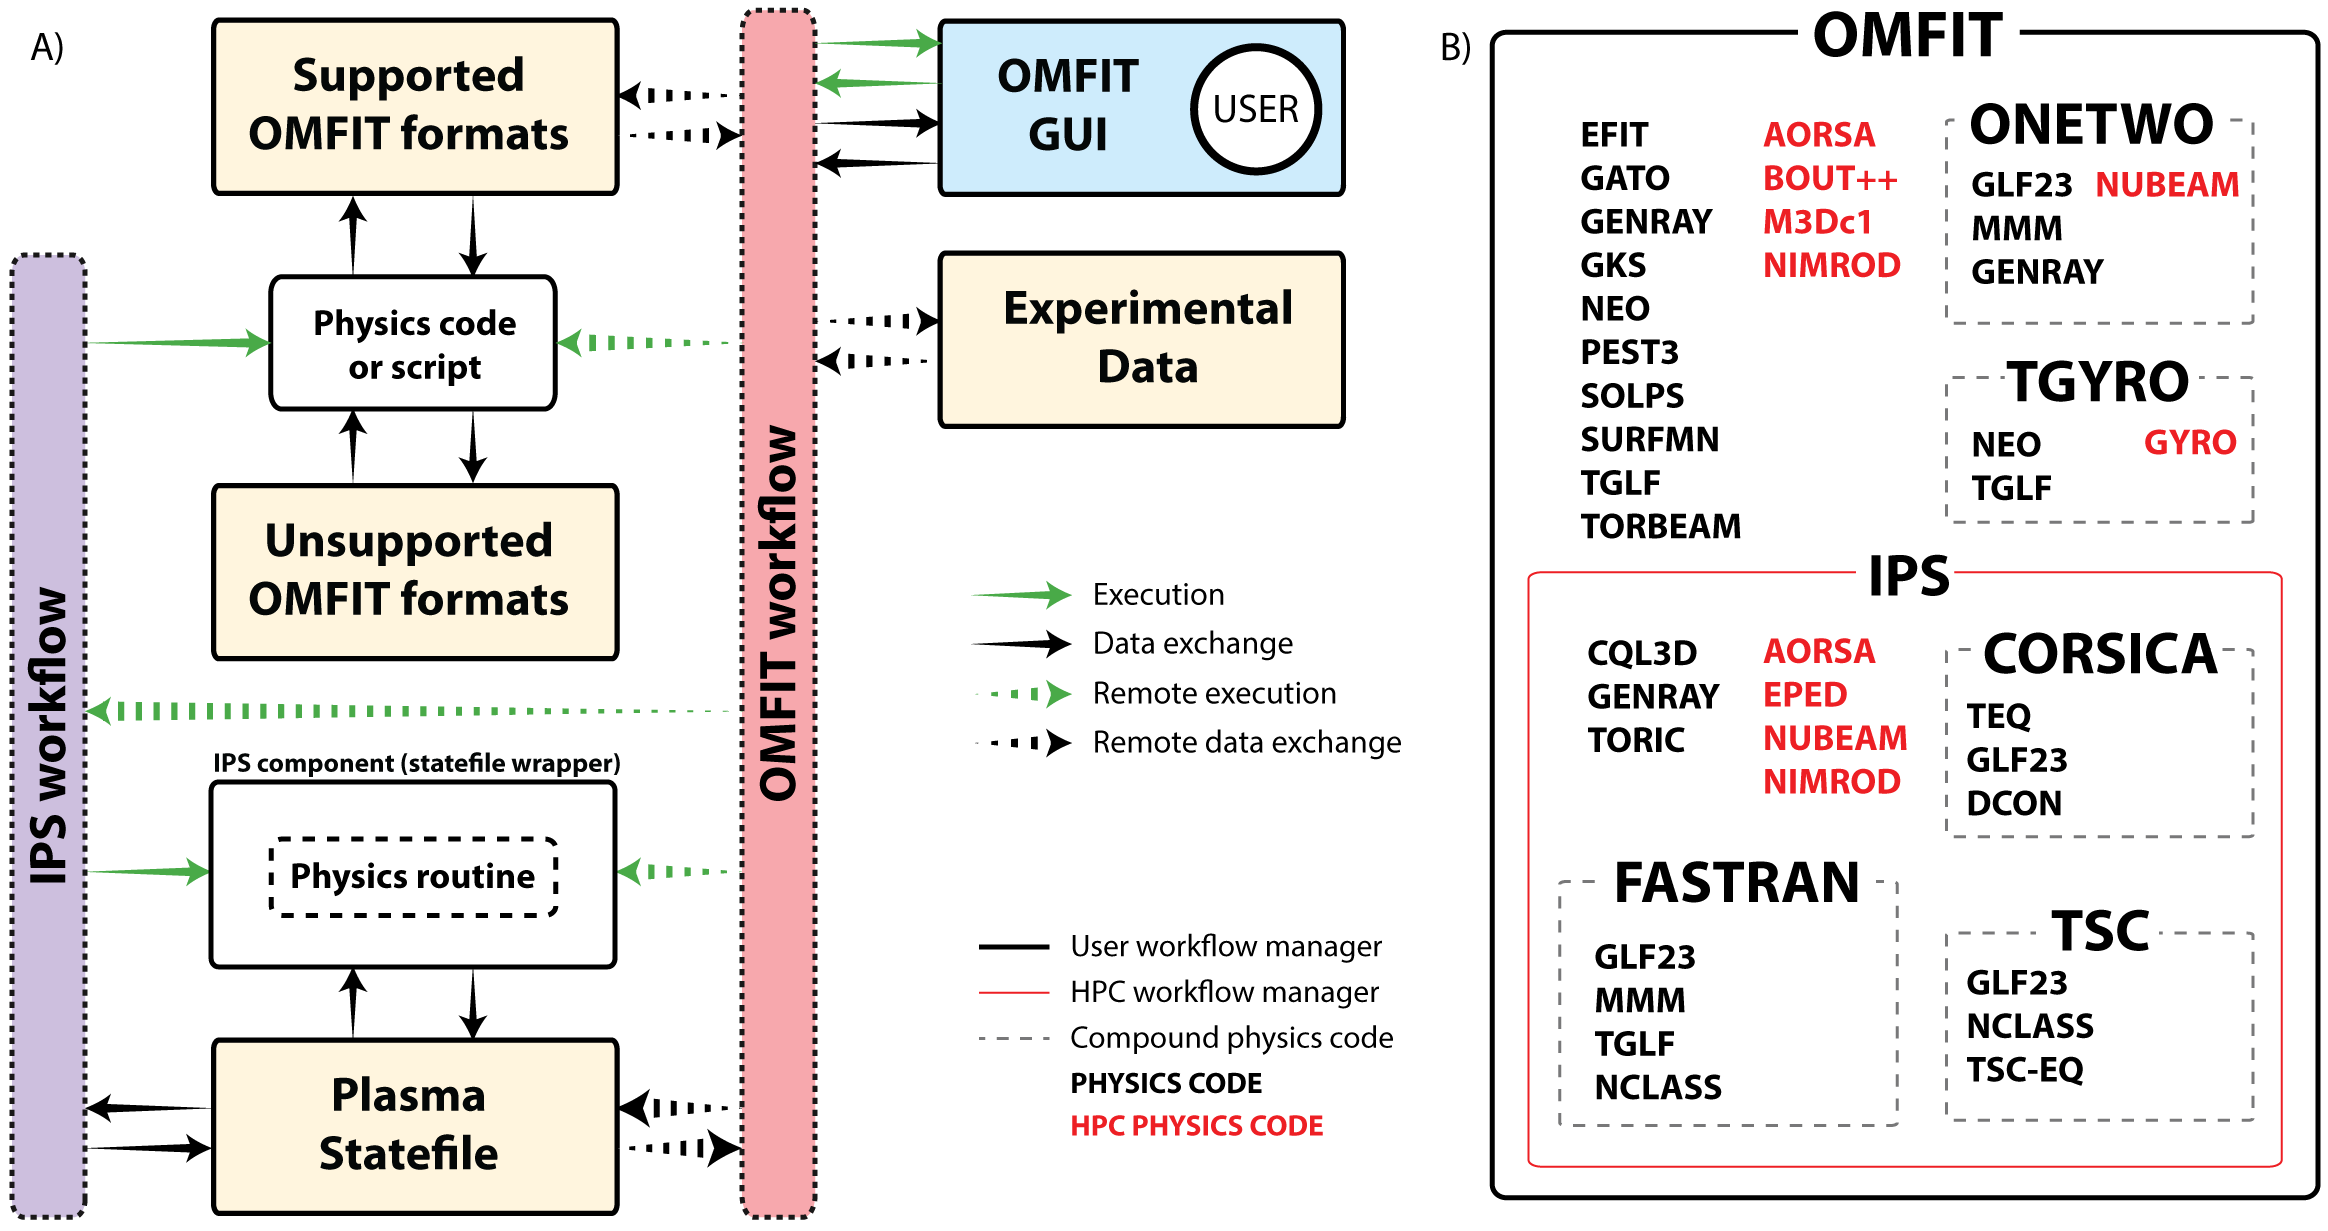 A)
Supported
OMFIT formats
Physics code
or script
Unsupported
OMFIT formats
IPS workflow
IPS component (statefile wrapper)
Physics routine
Plasma
Statefile
OMFIT workflow
OMFIT
GUI
USER
Experimental
Data
Execution
Data exchange
Remote execution
Remote data exchange
User workflow manager
HPC workflow manager
Compound physics code
PHYSICS CODE
HPC PHYSICS CODE
B)
OMFIT
EFIT
GATO
GENRAY
GKS
NEO
PEST3
SOLPS
SURFMN
TGLF
TORBEAM
AORSA
BOUT++
M3Dc1
NIMROD
ONETWO
GLF23 NUBEAM
MMM
GENRAY
TGYRO
NEO GYRO
TGLF
IPS
CQL3D
GENRAY
TORIC
AORSA
EPED
NUBEAM
NIMROD
CORSICA
TEQ
GLF23
DCON
FASTRAN
GLF23
MMM
TGLF
NCLASS
TSC
GLF23
NCLASS
TSC-EQ